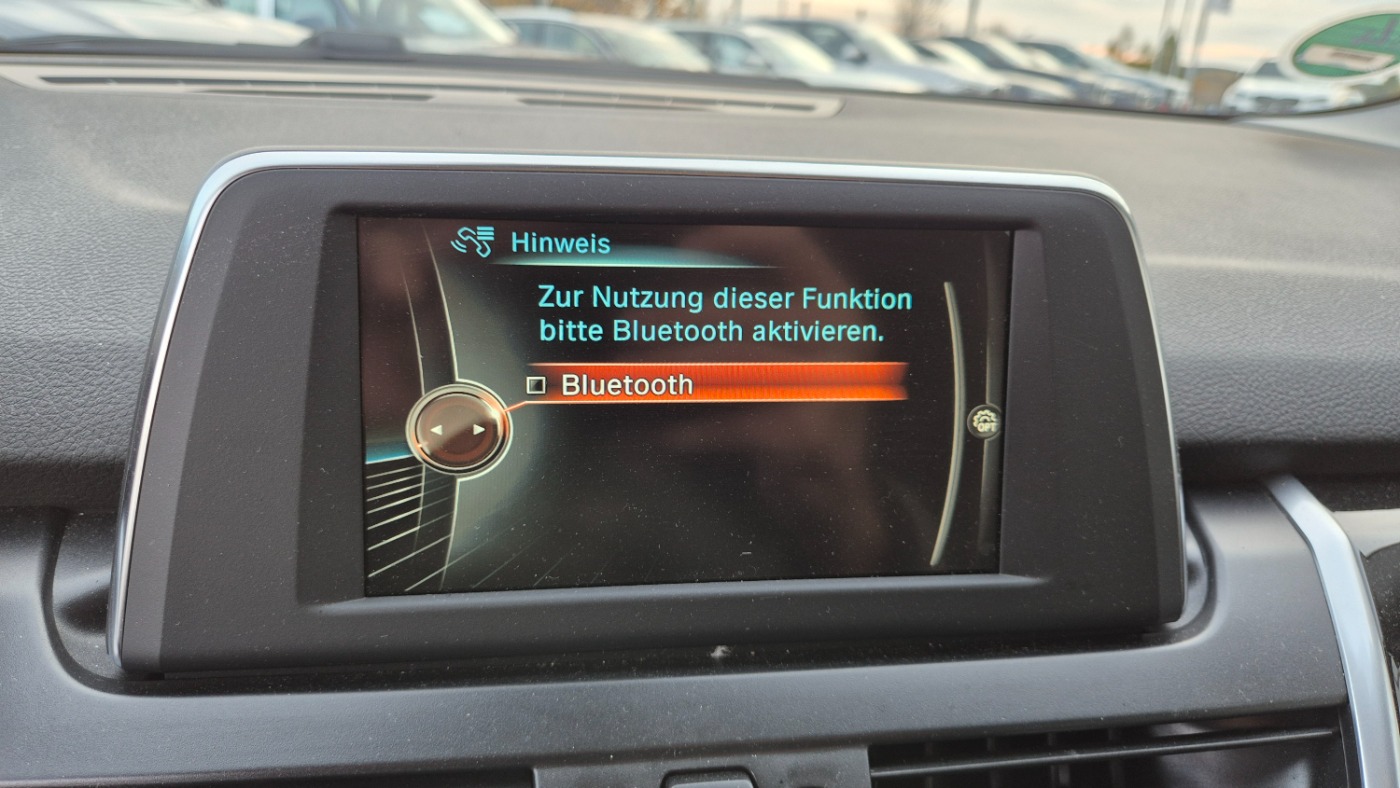 Hinweis
Zur Nutzung dieser Funktion
bitte Bluetooth aktivieren.
Bluetooth
OPT